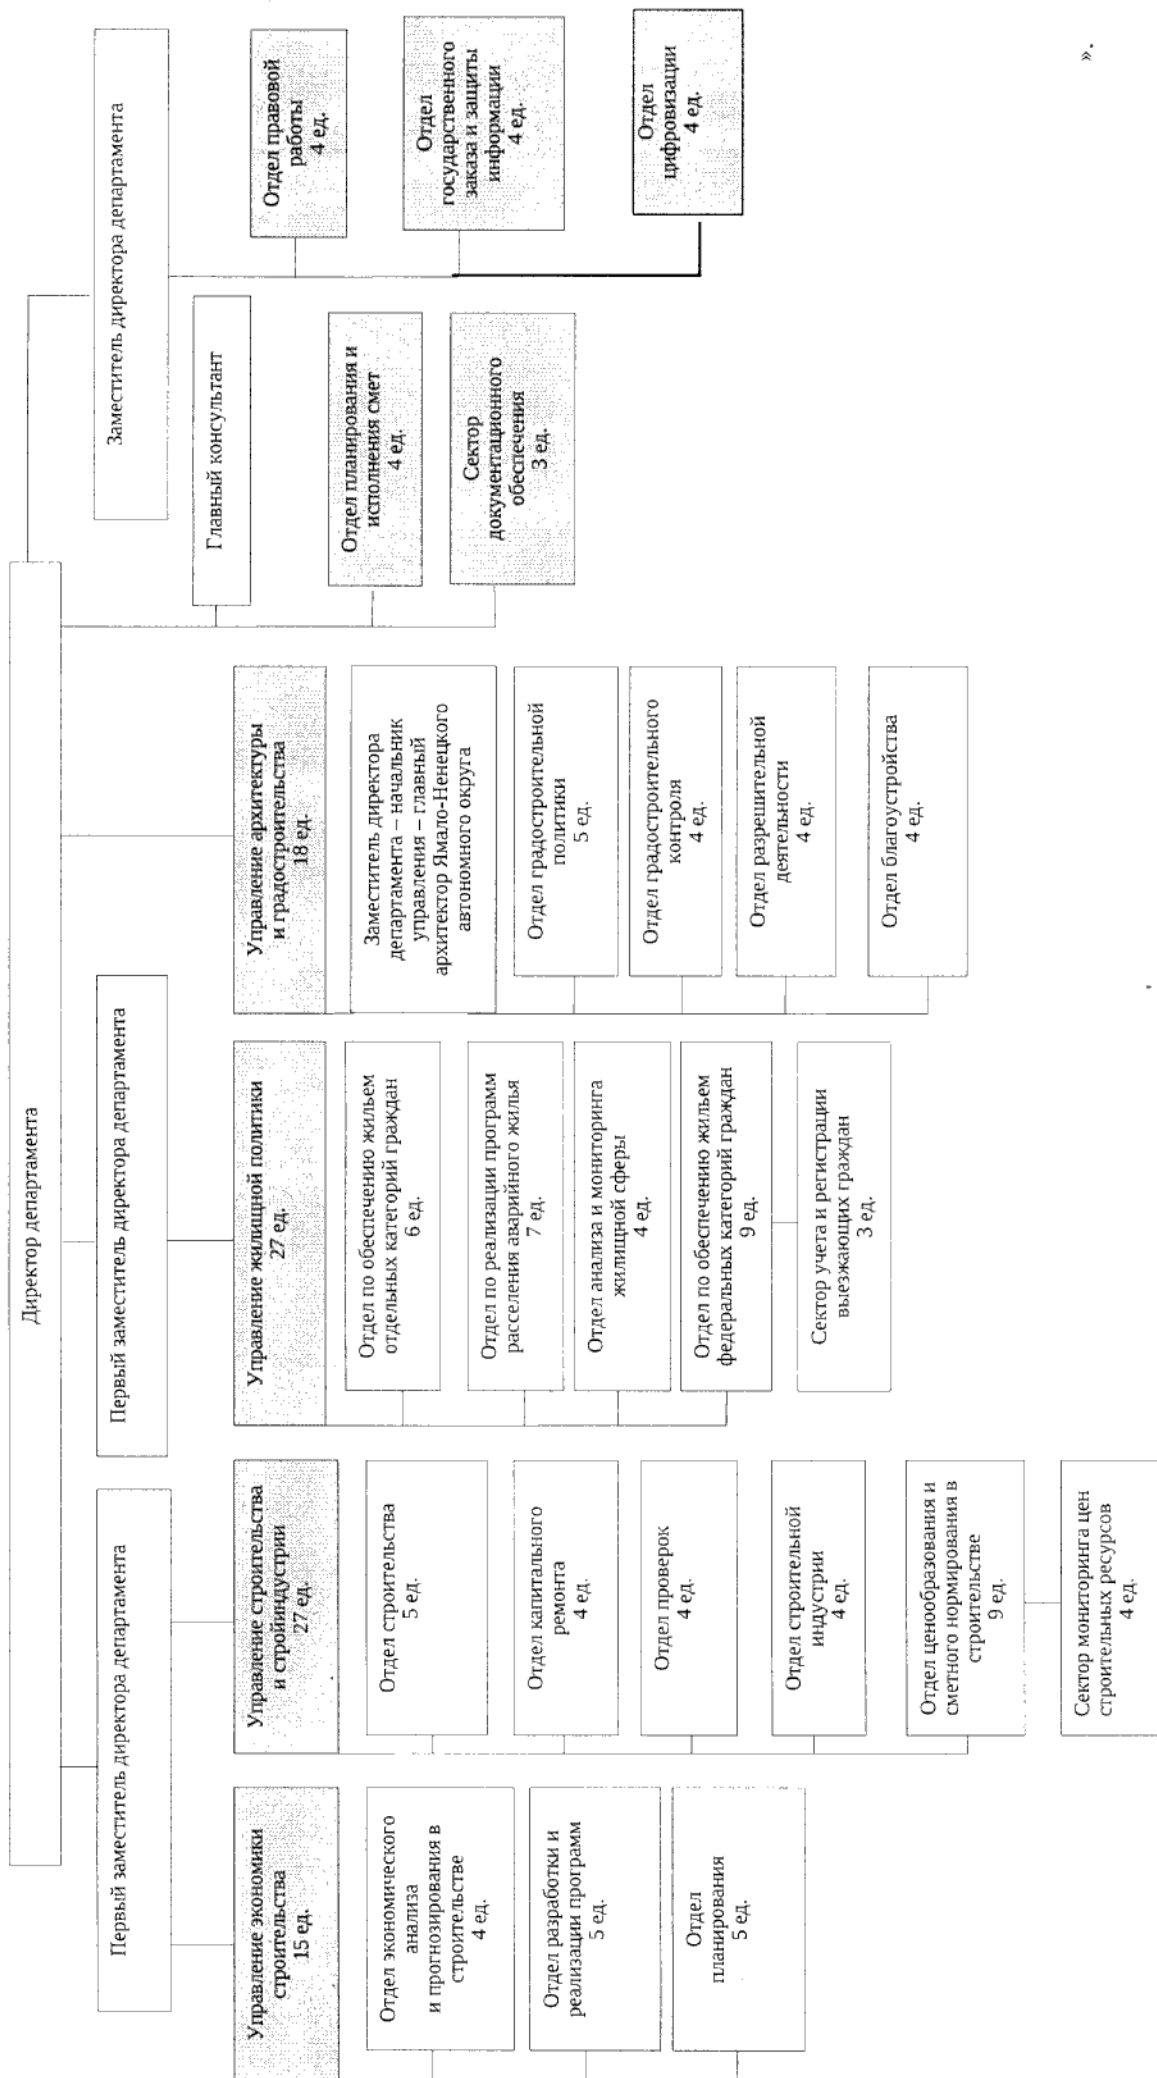 Директор департамента
Первый заместитель директора департамента
Управление экономики
строительства
15 ед.
Отдел экономического
анализа
и прогнозирования в
строительстве
4 ед.
Отдел разработки и
реализации программ
5 ед.
Отдел
планирования
5 ед.
Управление строительства
и стройиндустрии
27 ед.
Отдел строительства
5 ед.
Отдел капитального
ремонта
4 ед.
Отдел проверок
4 ед.
Отдел строительной
индустрии
4 ед.
Отдел ценообразования и
сметного нормирования в
строительстве
9 ед.
Сектор мониторинга цен
строительных ресурсов
4 ед.
Первый заместитель директора департамента
Управление жилищной политики
27 ед.
Отдел по обеспечению жильем
отдельных категорий граждан
6 ед.
Отдел по реализации программ
расселения аварийного жилья
7 ед.
Отдел анализа и мониторинга
жилищной сферы
4 ед.
Отдел по обеспечению жильем
федеральных категорий граждан
9 ед.
Сектор учета и регистрации
выезжающих граждан
3 ед.
Управление архитектуры
и градостроительства
18 ед.
Заместитель директора
департамента – начальник
управления – главный
архитектор Ямало-Ненецкого
автономного округа
Отдел градостроительной
политики
5 ед.
Отдел градостроительного
контроля
4 ед.
Отдел разрешительной
деятельности
4 ед.
Отдел благоустройства
4 ед.
Главный консультант
Отдел планирования и
исполнения смет
4 ед.
Сектор
документационного
обеспечения
3 ед.
Заместитель директора департамента
Отдел правовой
работы
4 ед.
Отдел
государственного
заказа и защиты
информации
4 ед.
Отдел
цифровизации
4 ед.
».